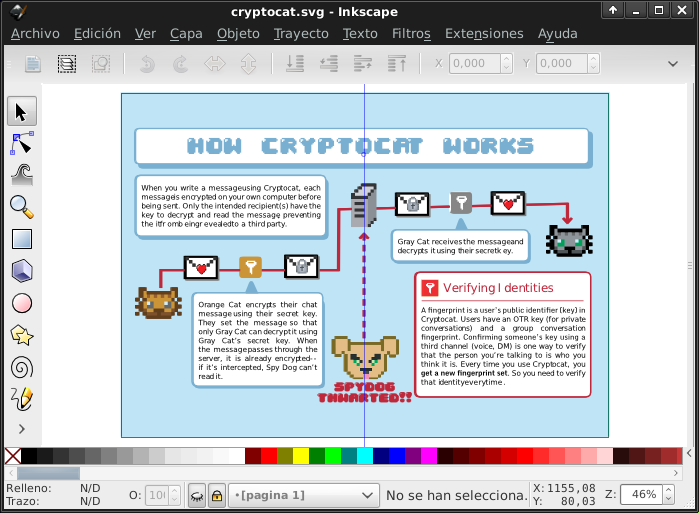 cryptocat.svg - Inkscape
Archivo Edición Ver Capa Objeto Trayecto Texto Filtros Extensiones Ayuda
X 0,000 Y 0,000
HOW CRYPTOCAT WORKS
When you write a messageusing Cryptocat, each
messageis encrypted on your own computer before
being sent. Only the intended recipient(s) have the
key to decrypt and read the message preventing
the itfr omb eingr evealedto a third party.
Gray Cat receives the messageand
decrypts it using their secretk ey.
Orange Cat encrypts their chat
message using their secret key.
They set the message so that
only Gray Cat can decryptit using
Gray Cat's secret key. When
the message passes through the
server, it is already encrypted--
if it's intercepted, Spy Dog can't
read it.
Verifying I dentities
A fingerprint is a user's public identifier (key) in
Cryptocat. Users have an OTR key (for private
conversations) and a group conversation
fingerprint. Confirming someone's key using a
third channel (voice, DM) is one way to verify
that the person you're talking to is who you
think it is. Every time you use Cryptocat, you
get a new fingerprint set. So you need to verify
that identityeverytime.
SPYDOG
THWARTED!!
Relleno: N/D
Trazo: N/D
O: 10
•[pagina 1]
No se han selecciona.
X: 1155,08
Y: 80,03
Z: 46%